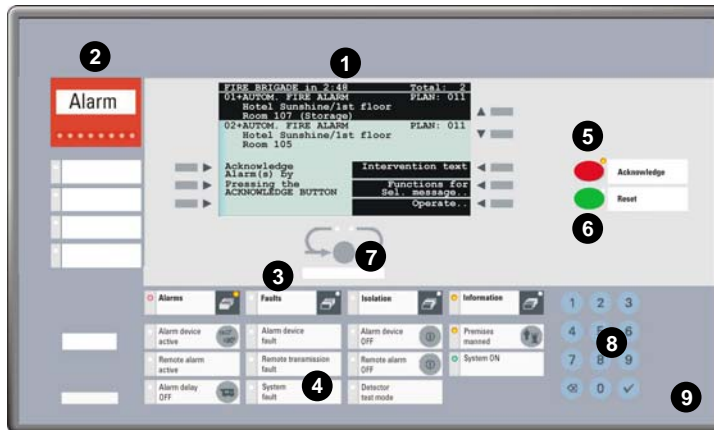 1
2
Alarm
FIRE BRIGADE in 2:48 Total: 2
01+AUTOM. FIRE ALARM PLAN: 011
Hotel Sunshine/1st floor
Room 107 (Storage)
02+AUTOM. FIRE ALARM PLAN: 011
Hotel Sunshine/1st floor
Room 105
Acknowledge
Alarm(s) by
Pressing the
ACKNOWLEDGE BUTTON
Intervention text
Functions for
Sel. message..
Operate..
5
Acknowledge
Reset
6
7
3
Alarms
Faults
Isolation
Information
Alarm device
active
Alarm device
fault
Alarm device
OFF
Premises
manned
Remote alarm
active
Remote transmission
fault
Remote alarm
OFF
System ON
Alarm delay
OFF
System
fault
4
Detector
test mode
1 2 3
4 5 6
7 8 9
0
8
9